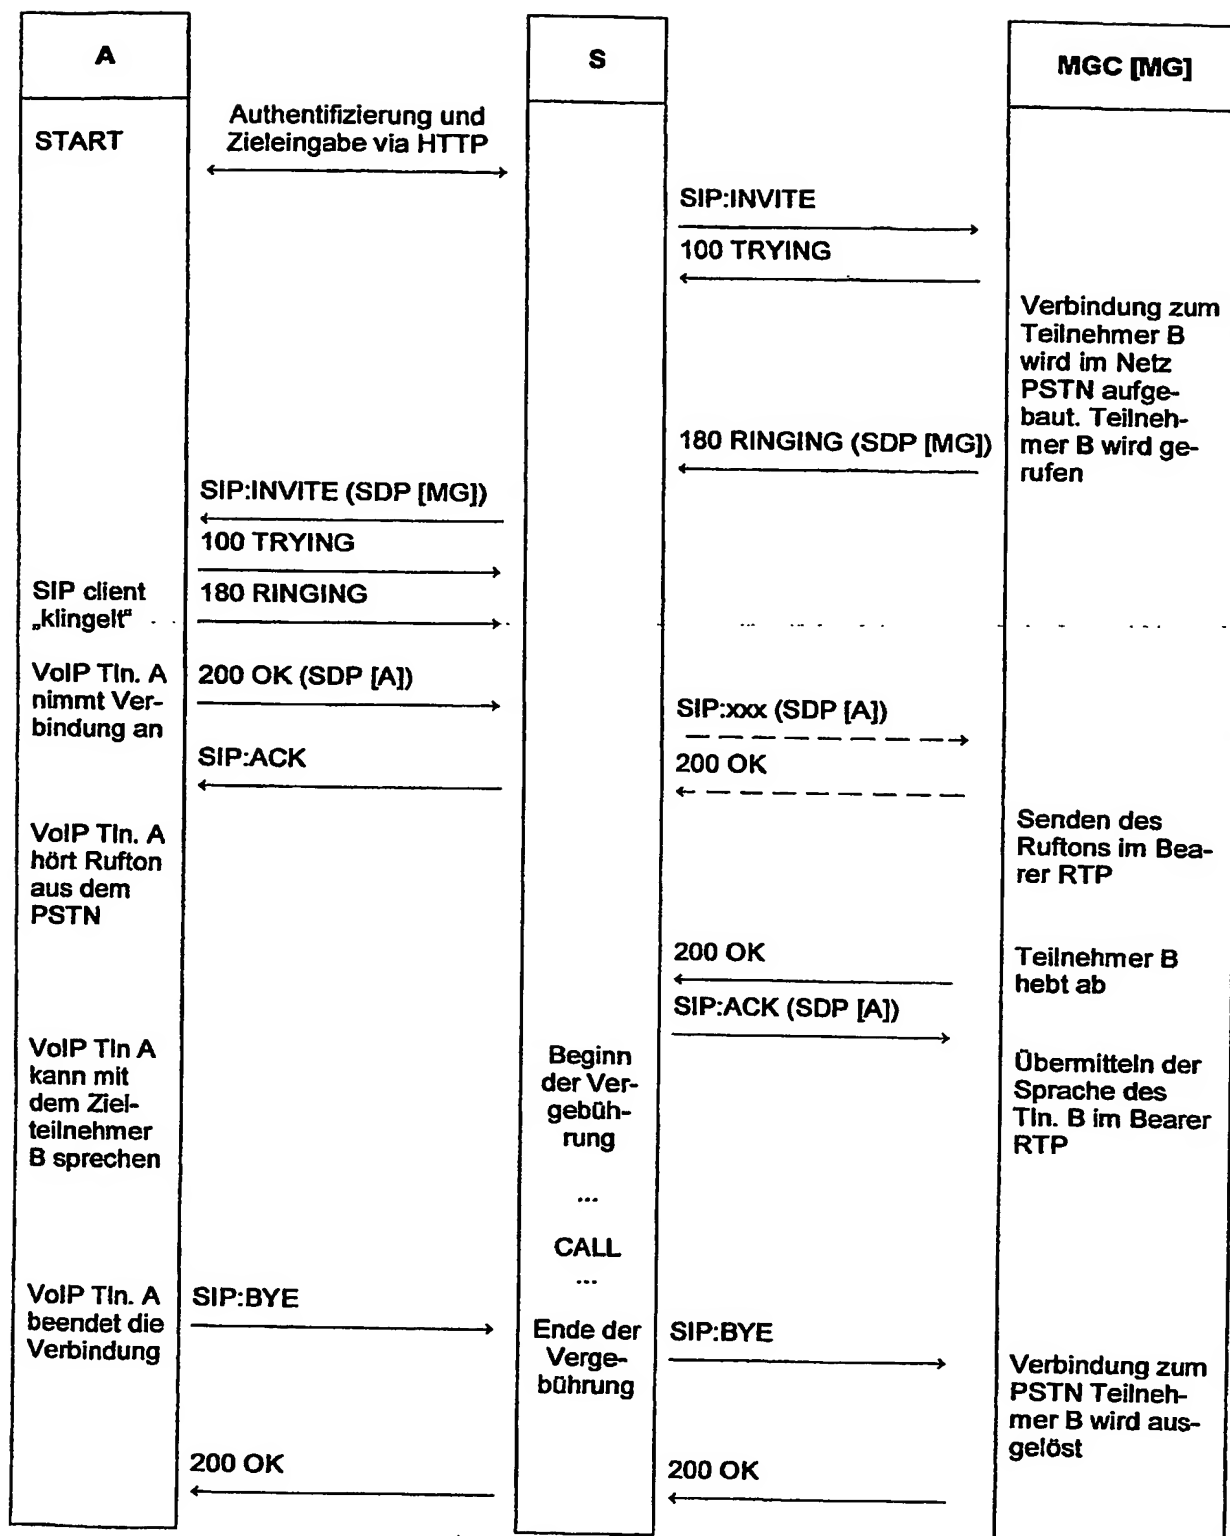 A
S
MGC [MG]
START
Authentifizierung und
Zieleingabe via HTTP
SIP:INVITE
100 TRYING
Verbindung zum
Teilnehmer B
wird im Netz
PSTN aufge-
baut. Teilneh-
mer B wird ge-
rufen
180 RINGING (SDP [MG])
SIP:INVITE (SDP [MG])
100 TRYING
SIP client
„klingelt“
180 RINGING
VoIP Tln. A
nimmt Ver-
bindung an
200 OK (SDP [A])
SIP:xxx (SDP [A])
SIP:ACK
200 OK
VoIP Tln. A
hört Rufton
aus dem
PSTN
Senden des
Ruftons im Bea-
rer RTP
200 OK
Teilnehmer B
hebt ab
SIP:ACK (SDP [A])
VoIP Tln A
kann mit
dem Ziel-
teilnehmer
B sprechen
Beginn
der Ver-
gebüh-
rung
Übermitteln der
Sprache des
Tln. B im Bearer
RTP
...
CALL
...
VoIP Tln. A
beendet die
Verbindung
SIP:BYE
Ende der
Verge-
bührung
SIP:BYE
Verbindung zum
PSTN Teilneh-
mer B wird aus-
gelöst
200 OK
200 OK